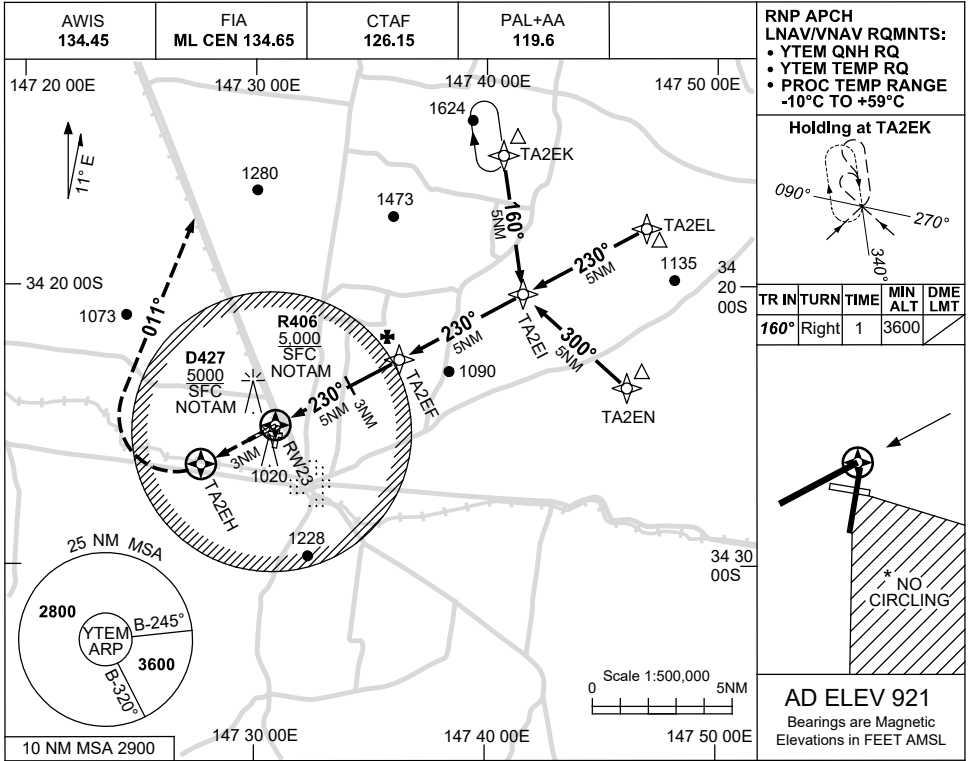 AWIS
134.45
FIA
ML CEN 134.65
CTAF
126.15
PAL+AA
119.6
RNP APCH
LNAV/VNAV RQMNTS:
• YTEM QNH RQ
• YTEM TEMP RQ
• PROC TEMP RANGE
-10°C TO +59°C
147 20 00E
147 30 00E
147 40 00E
147 50 00E
11° E
1624
TA2EK
1280
1473
160°
5NM
TA2EL
230°
5NM
1135
34 20 00S
34
20
00S
1073
011°
TA2EI
R406
5,000
SFC
NOTAM
D427
5000
SFC
NOTAM
230°
5NM
300°
5NM
1090
TA2EF
TA2EN
230°
5NM
3NM
RW23
3NM
1020
TA2EH
1228
34 30
00S
25 NM MSA
2800
YTEM
ARP
B-245°
3600
B-320°
Scale 1:500,000
0
5NM
10 NM MSA 2900
147 30 00E
147 40 00E
147 50 00E
Holding at TA2EK
090°
270°
340°
TR IN
TURN
TIME
MIN
ALT
DME
LMT
160°
Right
1
3600
* NO
CIRCLING
AD ELEV 921
Bearings are Magnetic
Elevations in FEET AMSL